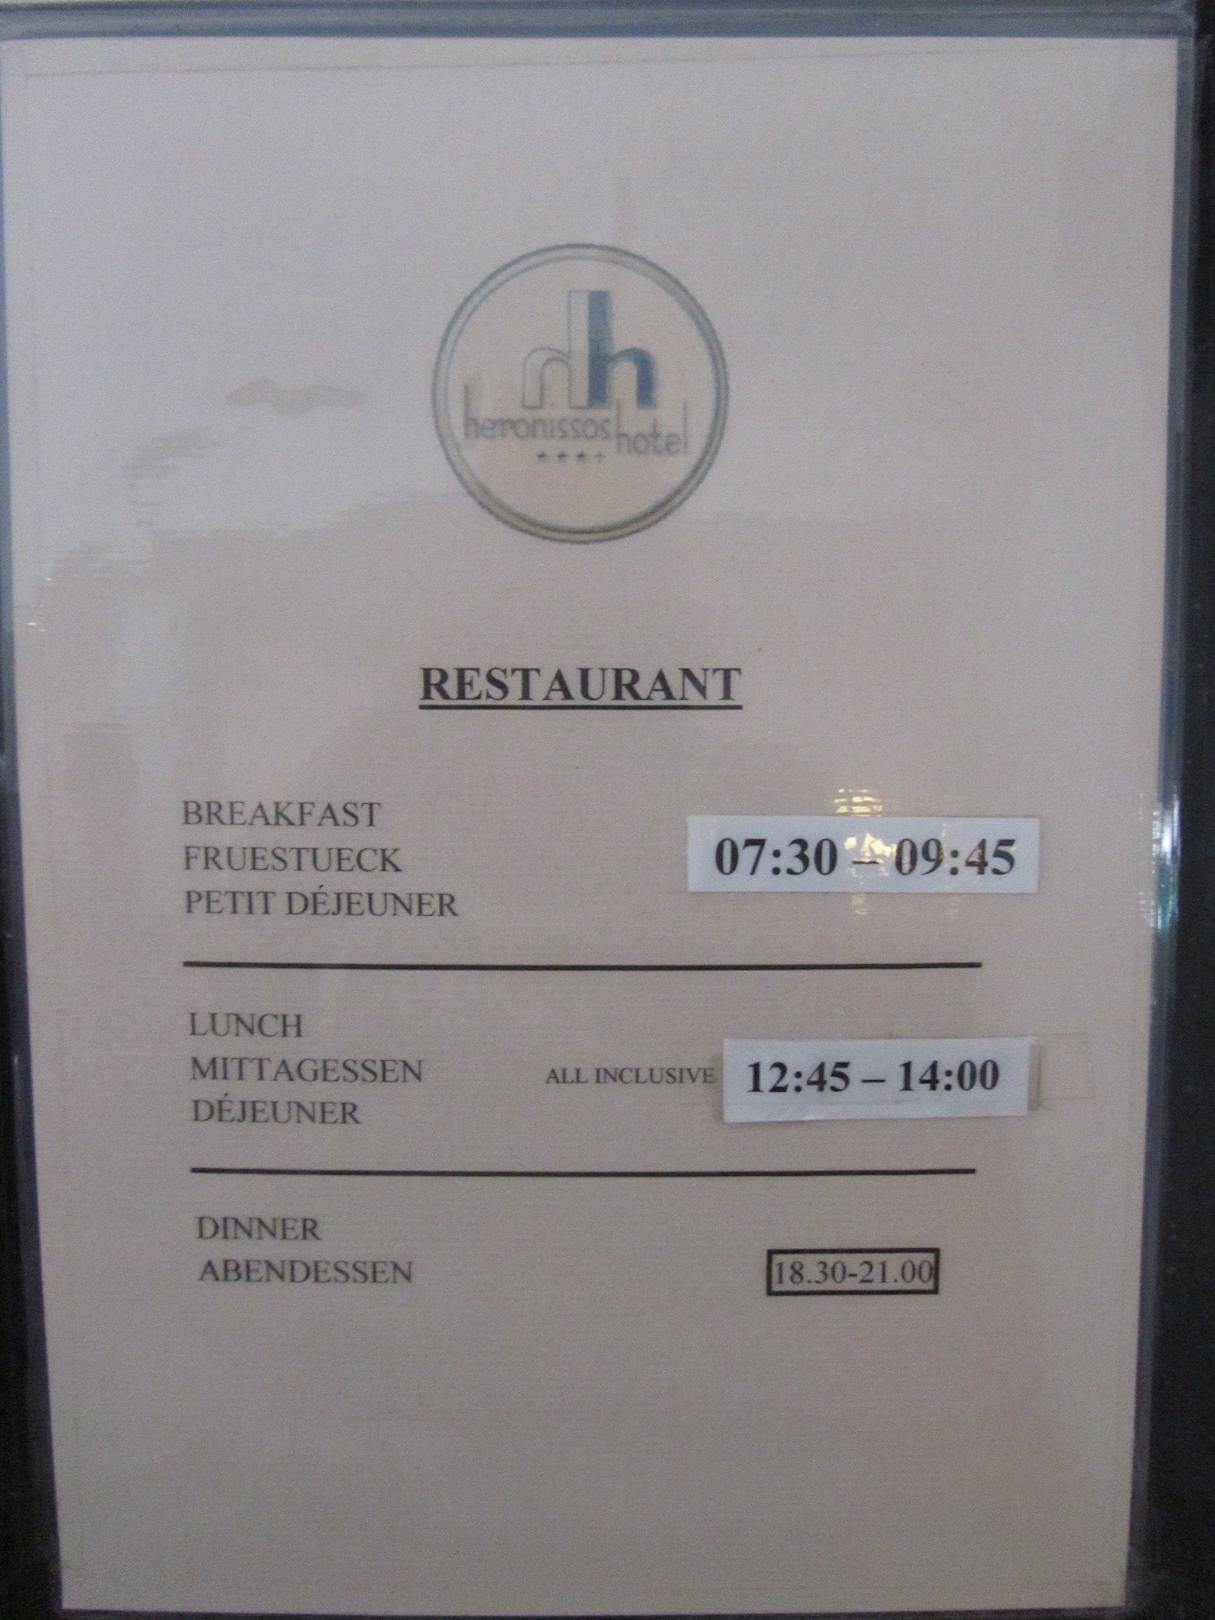 heronissos hotel
RESTAURANT
BREAKFAST
FRUESTUECK
PETIT DÉJEUNER
07:30 – 09:45
LUNCH
MITTAGESSEN
DÉJEUNER
ALL INCLUSIVE 12:45 – 14:00
DINNER
ABENDESSEN
18.30-21.00